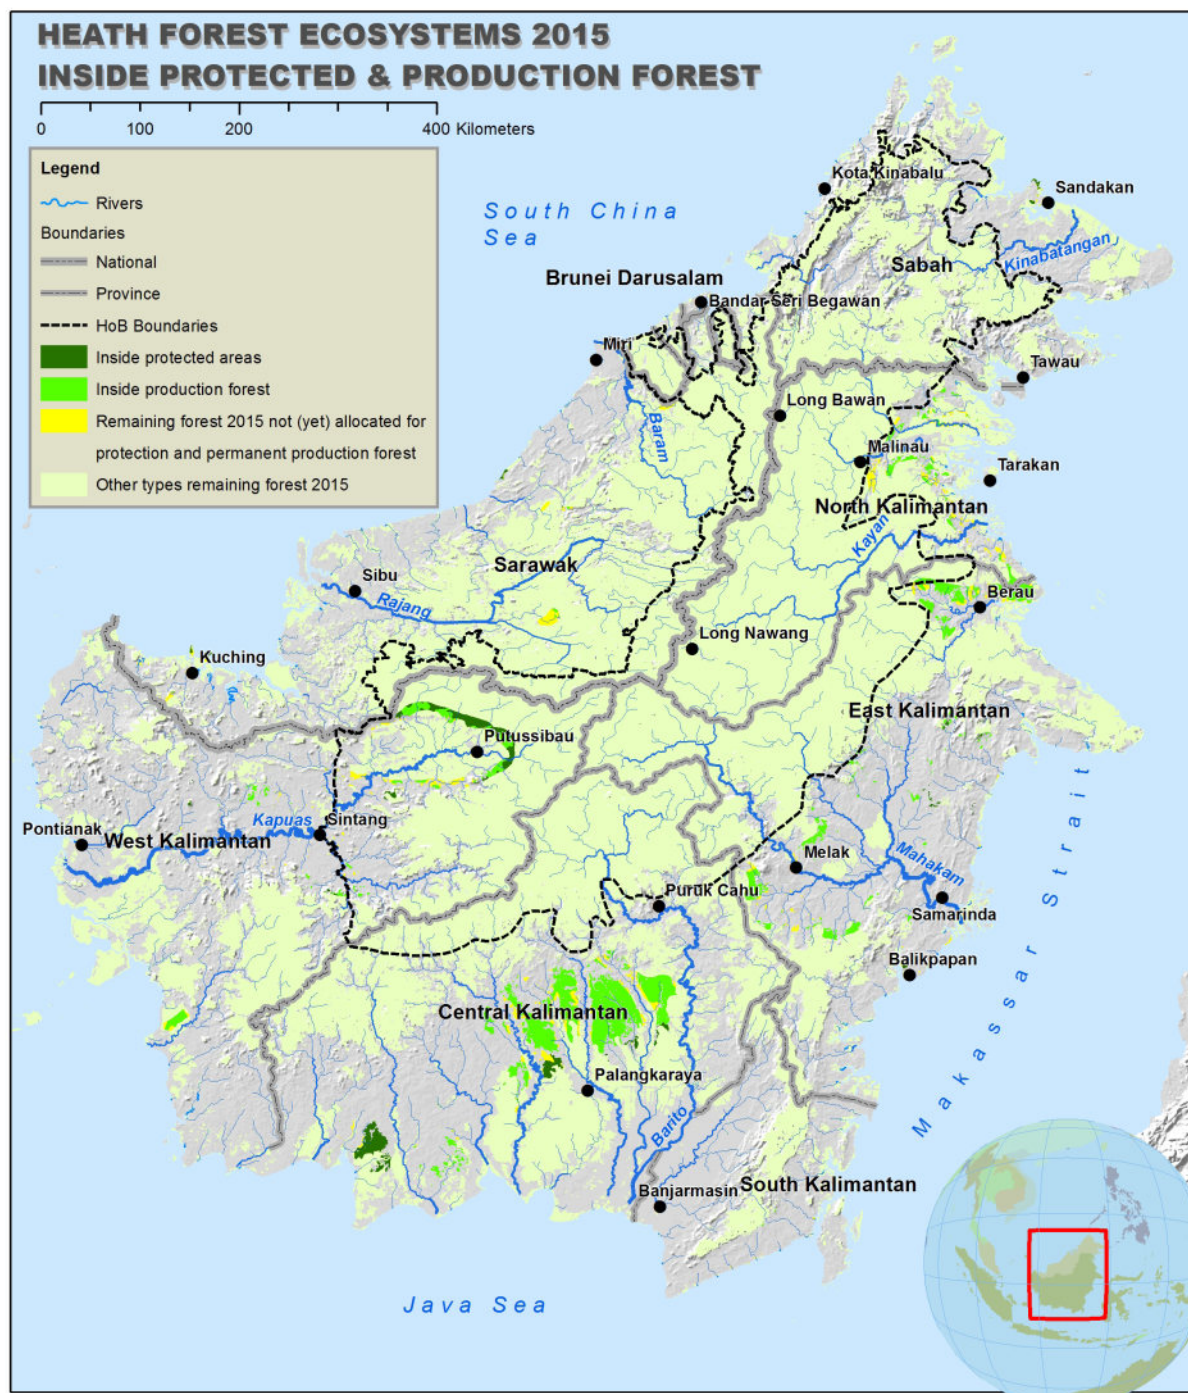 HEATH FOREST ECOSYSTEMS 2015
INSIDE PROTECTED & PRODUCTION FOREST
0 100 200 400 Kilometers
Legend
Rivers
Boundaries
National
Province
HoB Boundaries
Inside protected areas
Inside production forest
Remaining forest 2015 not (yet) allocated for
protection and permanent production forest
Other types remaining forest 2015
South China
Sea
Kota Kinabalu
Sandakan
Kinabatangan
Sabah
Brunei Darusalam
Bandar Seri Begawan
Miri
Tawau
Long Bawan
Baram
Malinau
Tarakan
North Kalimantan
Kayan
Sarawak
Sibu
Rajang
Berau
Long Nawang
Kuching
East Kalimantan
Putussibau
Kapuas
Sintang
Pontianak
West Kalimantan
Melak
Mahakam
Puruk Cahu
Samarinda
Balikpapan
Central Kalimantan
Palangkaraya
Barito
Banjarmasin
South Kalimantan
Makassar Strait
Java Sea